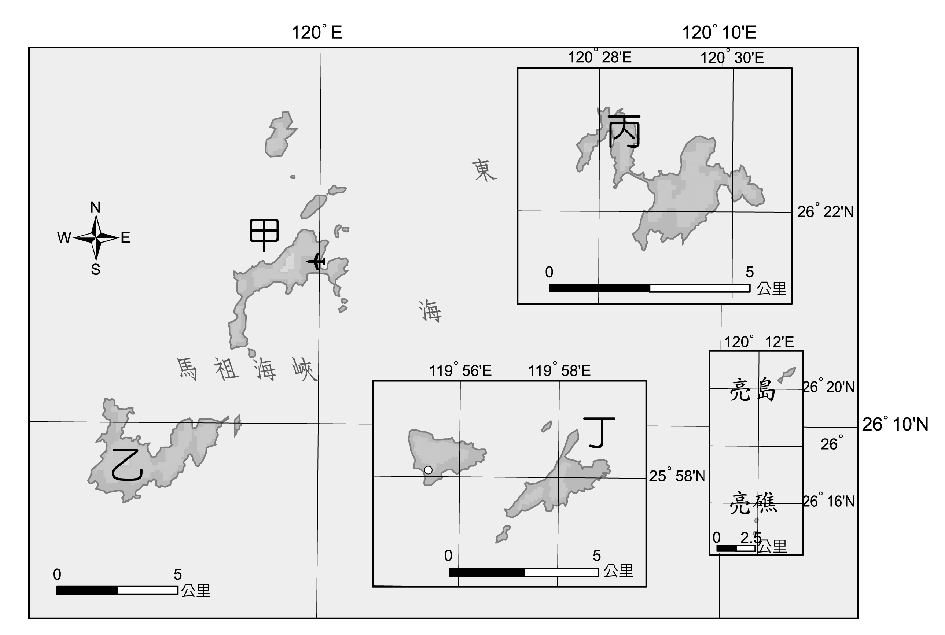 120°E
120°10'E
120°28'E
120°30'E
丙
26°22'N
0
5
公里
東
甲
N
W
E
S
海
馬祖海峽
120° 12'E
亮島
26°20'N
26°
亮礁
26°16'N
0
2.5
公里
26°10'N
119°56'E
119°58'E
丁
25°58'N
0
5
公里
乙
0
5
公里